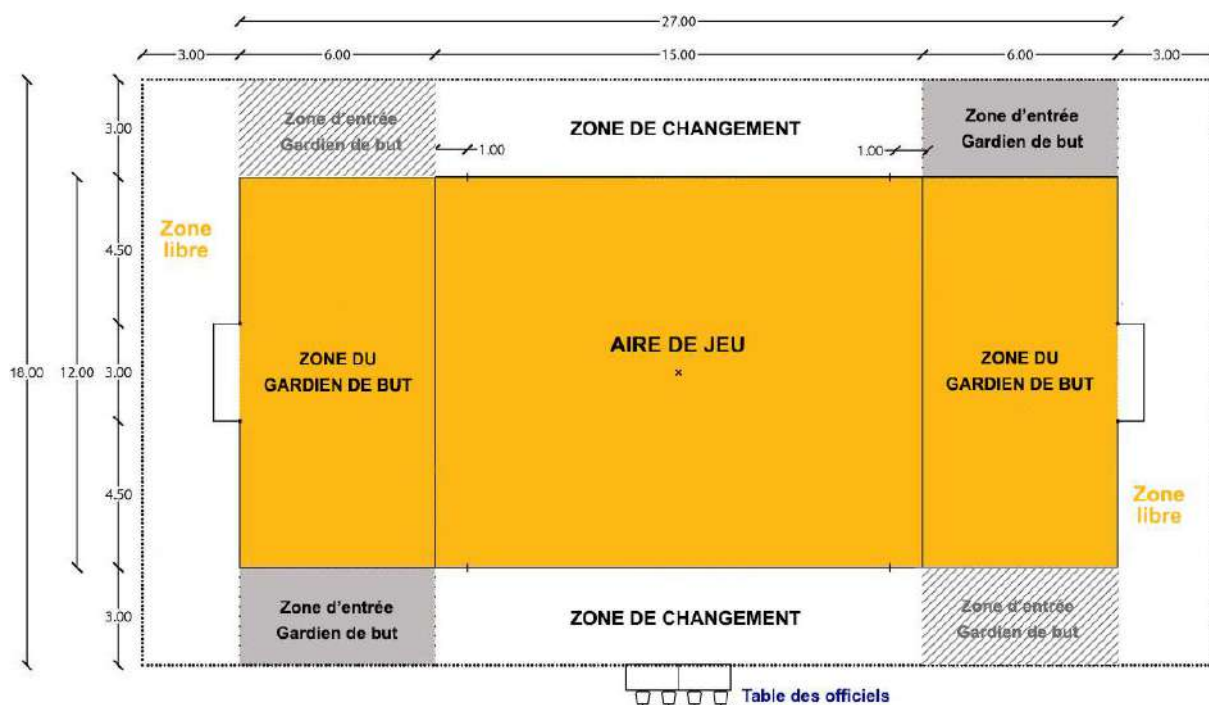 27.00
3.00 6.00 15.00 6.00 3.00
Zone d'entrée
Gardien de but
ZONE DE CHANGEMENT
Zone d'entrée
Gardien de but
3.00
1.00
1.00
Zone
libre
4.50
ZONE DU
GARDIEN DE BUT
AIRE DE JEU
ZONE DU
GARDIEN DE BUT
18.00 12.00 3.00
4.50
Zone
libre
3.00
Zone d'entrée
Gardien de but
ZONE DE CHANGEMENT
Zone d'entrée
Gardien de but
Table des officiels